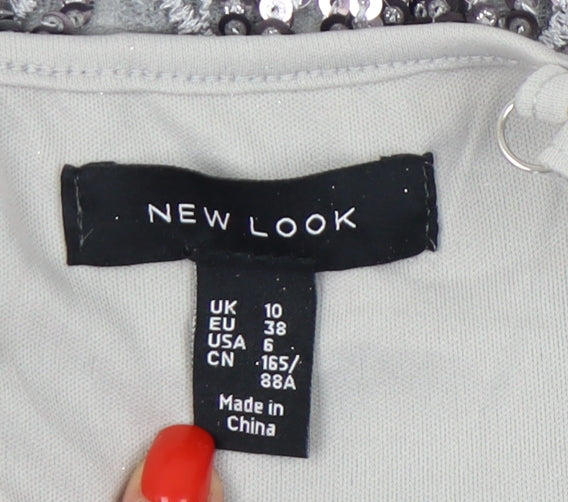 NEW LOOK
UK 10
EU 38
USA 6
CN 165/
88A
Made in
China